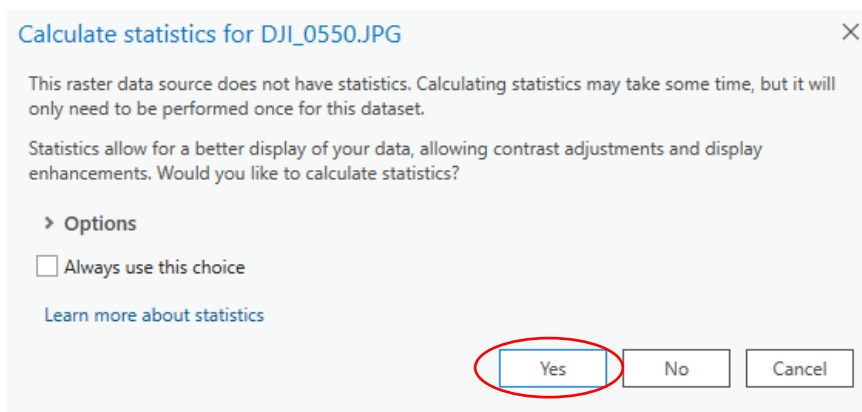 Calculate statistics for DJI_0550.JPG
This raster data source does not have statistics. Calculating statistics may take some time, but it will
only need to be performed once for this dataset.
Statistics allow for a better display of your data, allowing contrast adjustments and display
enhancements. Would you like to calculate statistics?
Options
Always use this choice
Learn more about statistics
Yes No Cancel